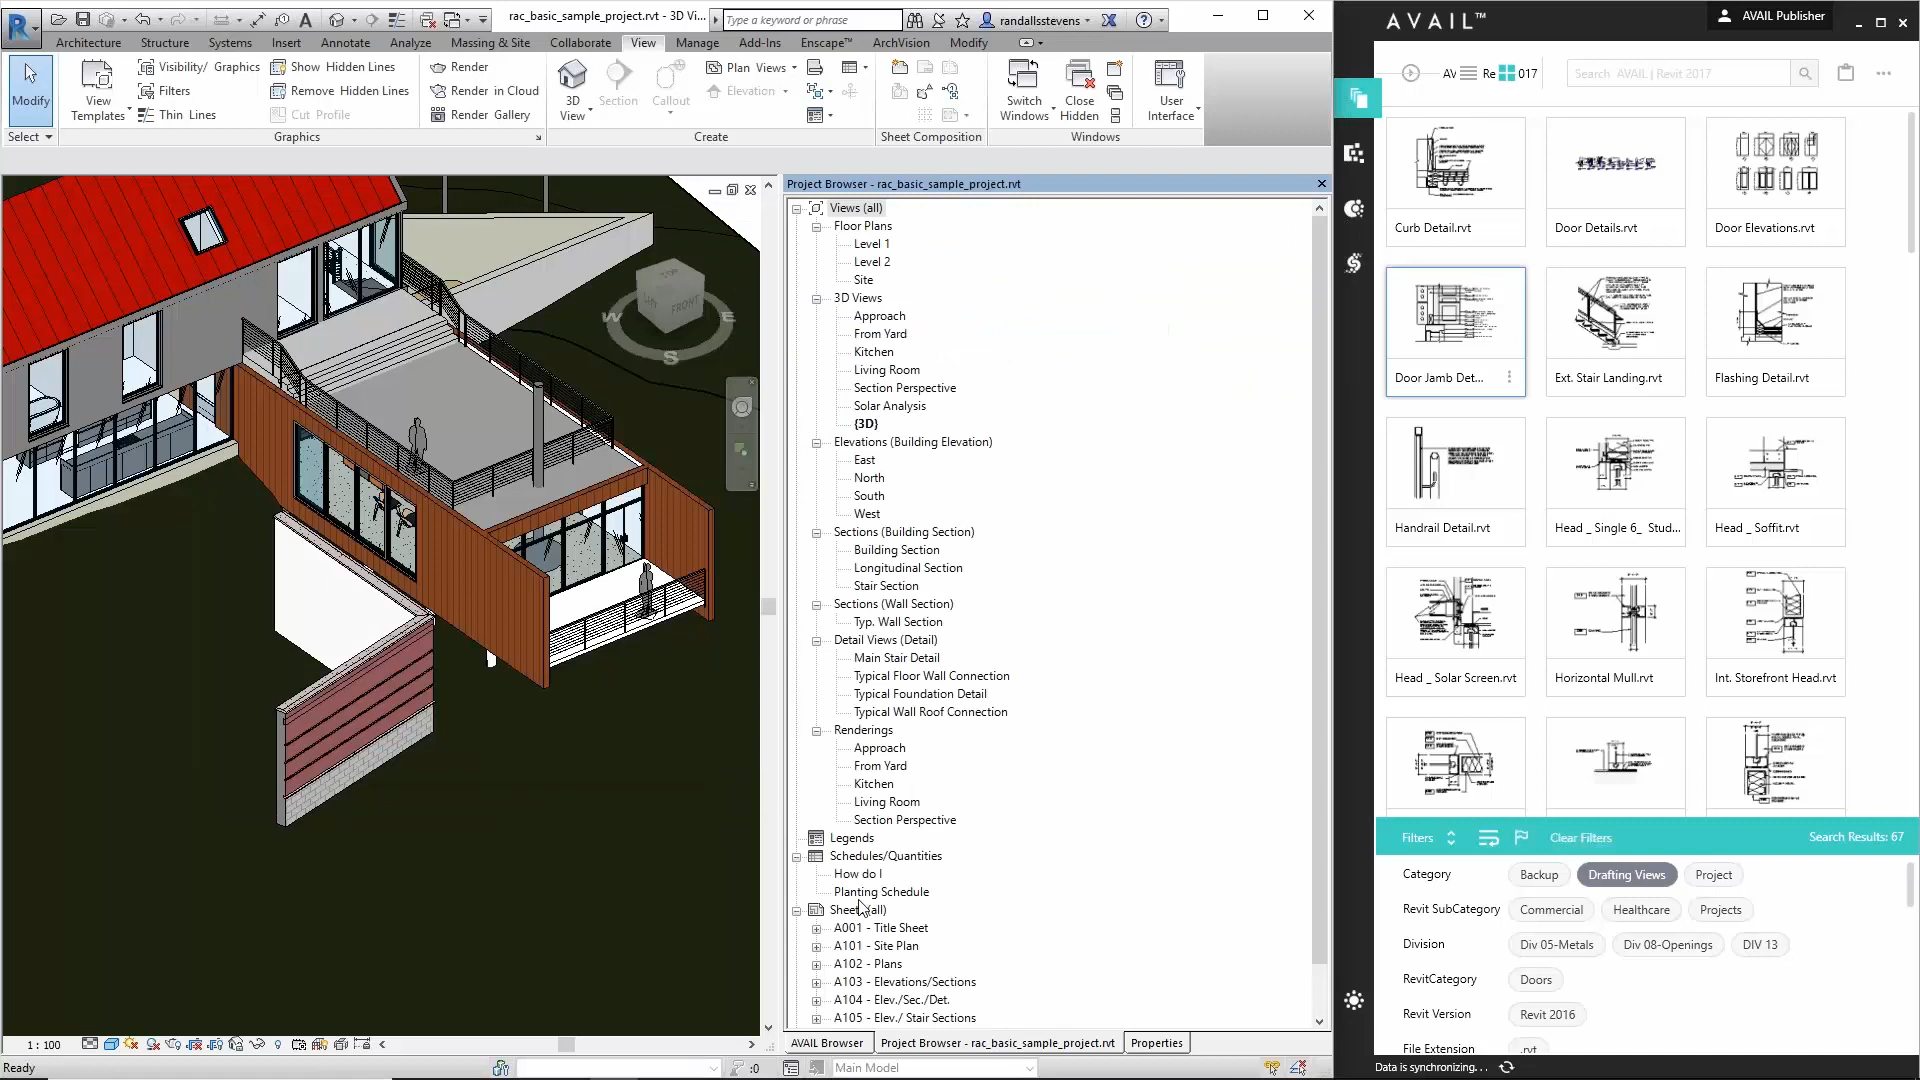 rac_basic_sample_project.rvt - 3D Vi...
Type a keyword or phrase
randallsstevens
Architecture Structure Systems Insert Annotate Analyze Massing & Site Collaborate View Manage Add-Ins Enscape™ ArchVision Modify
Modify
View
Templates
Visibility/ Graphics
Filters
Thin Lines
Show Hidden Lines
Remove Hidden Lines
Cut Profile
Render
Render in Cloud
Render Gallery
3D
View
Section
Callout
Plan Views
Elevation
Switch
Windows
Close
Hidden
User
Interface
Select
Graphics
Create
Sheet Composition
Windows
TOP
FRONT
W
E
S
Project Browser - rac_basic_sample_project.rvt
Views (all)
Floor Plans
Level 1
Level 2
Site
3D Views
Approach
From Yard
Kitchen
Living Room
Section Perspective
Solar Analysis
{3D}
Elevations (Building Elevation)
East
North
South
West
Sections (Building Section)
Building Section
Longitudinal Section
Stair Section
Sections (Wall Section)
Typ. Wall Section
Detail Views (Detail)
Main Stair Detail
Typical Floor Wall Connection
Typical Foundation Detail
Typical Wall Roof Connection
Renderings
Approach
From Yard
Kitchen
Living Room
Section Perspective
Legends
Schedules/Quantities
How do I
Planting Schedule
Sheets (all)
A001 - Title Sheet
A101 - Site Plan
A102 - Plans
A103 - Elevations/Sections
A104 - Elev./Sec./Det.
A105 - Elev./ Stair Sections
AVAIL Browser
Project Browser - rac_basic_sample_project.rvt
Properties
1 : 100
Ready
:0
Main Model
AVAIL™
AVAIL Publisher
AV
Re
017
Search AVAIL | Revit 2017
Curb Detail.rvt
Door Details.rvt
Door Elevations.rvt
Door Jamb Det...
Ext. Stair Landing.rvt
Flashing Detail.rvt
Handrail Detail.rvt
Head _ Single 6_ Stud...
Head _ Soffit.rvt
Head _ Solar Screen.rvt
Horizontal Mull.rvt
Int. Storefront Head.rvt
Filters
Clear Filters
Search Results: 67
Category Backup Drafting Views Project
Revit SubCategory Commercial Healthcare Projects
Division Div 05-Metals Div 08-Openings DIV 13
RevitCategory Doors
Revit Version Revit 2016
File Extension .rvt
Data is synchronizing. . .